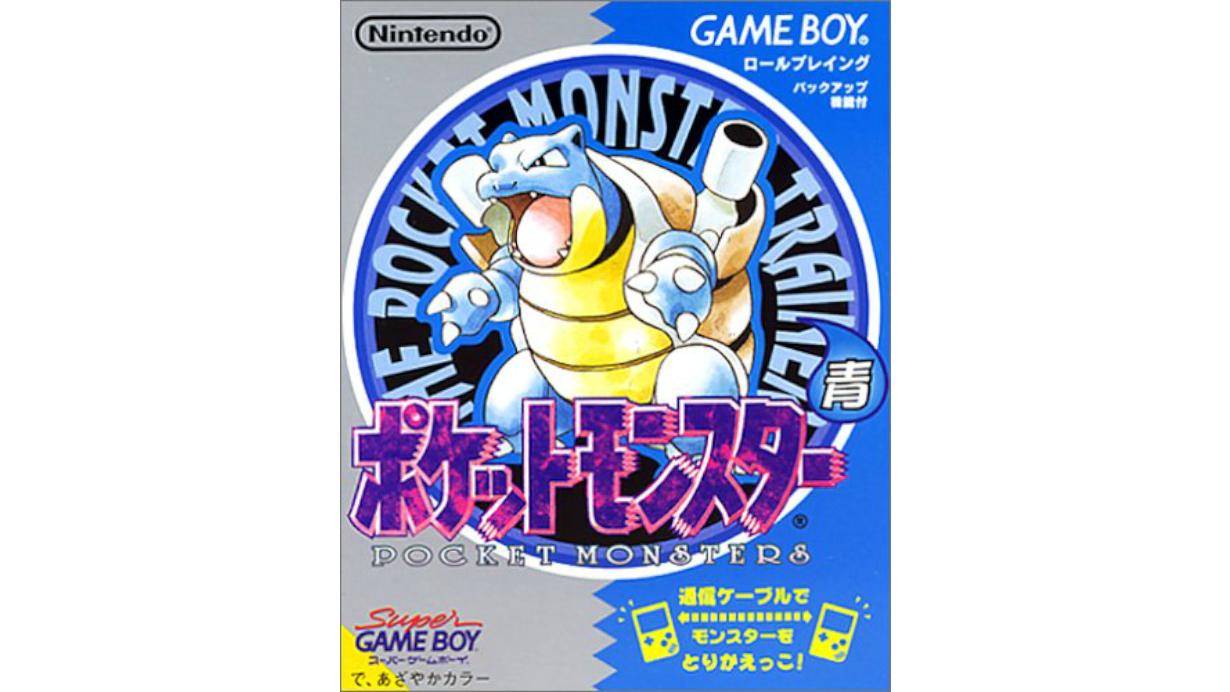 Nintendo®
GAME BOY®
ロールプレイング
バックアップ
機能付
POCKET MONST
青
ポケットモンスター®
POCKET MONSTERS
Super
GAME BOY
スーパーゲームボーイ
で、あざやかカラー
通信ケーブルで
モンスターを
とりかえっこ!